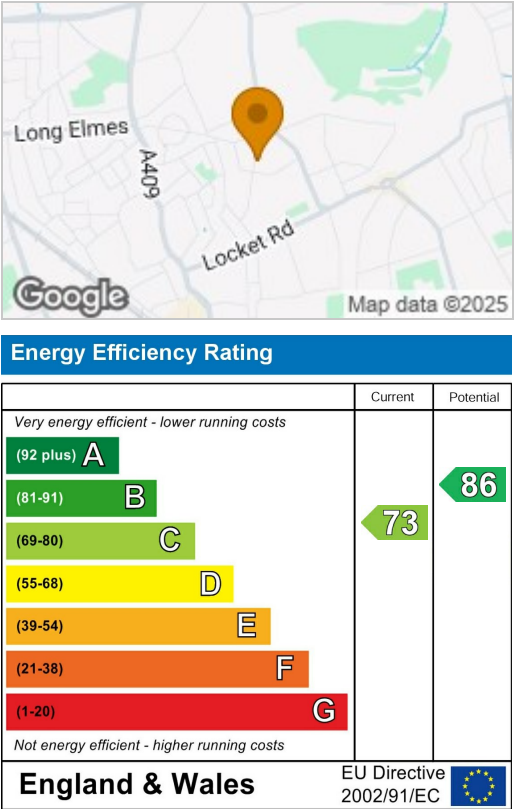 Long Elmes
A409
Locket Rd
Google
Map data ©2025
Energy Efficiency Rating
Current Potential
Very energy efficient - lower running costs
(92 plus) A
(81-91) B
86
(69-80) C
73
(55-68) D
(39-54) E
(21-38) F
(1-20) G
Not energy efficient - higher running costs
England & Wales
EU Directive
2002/91/EC